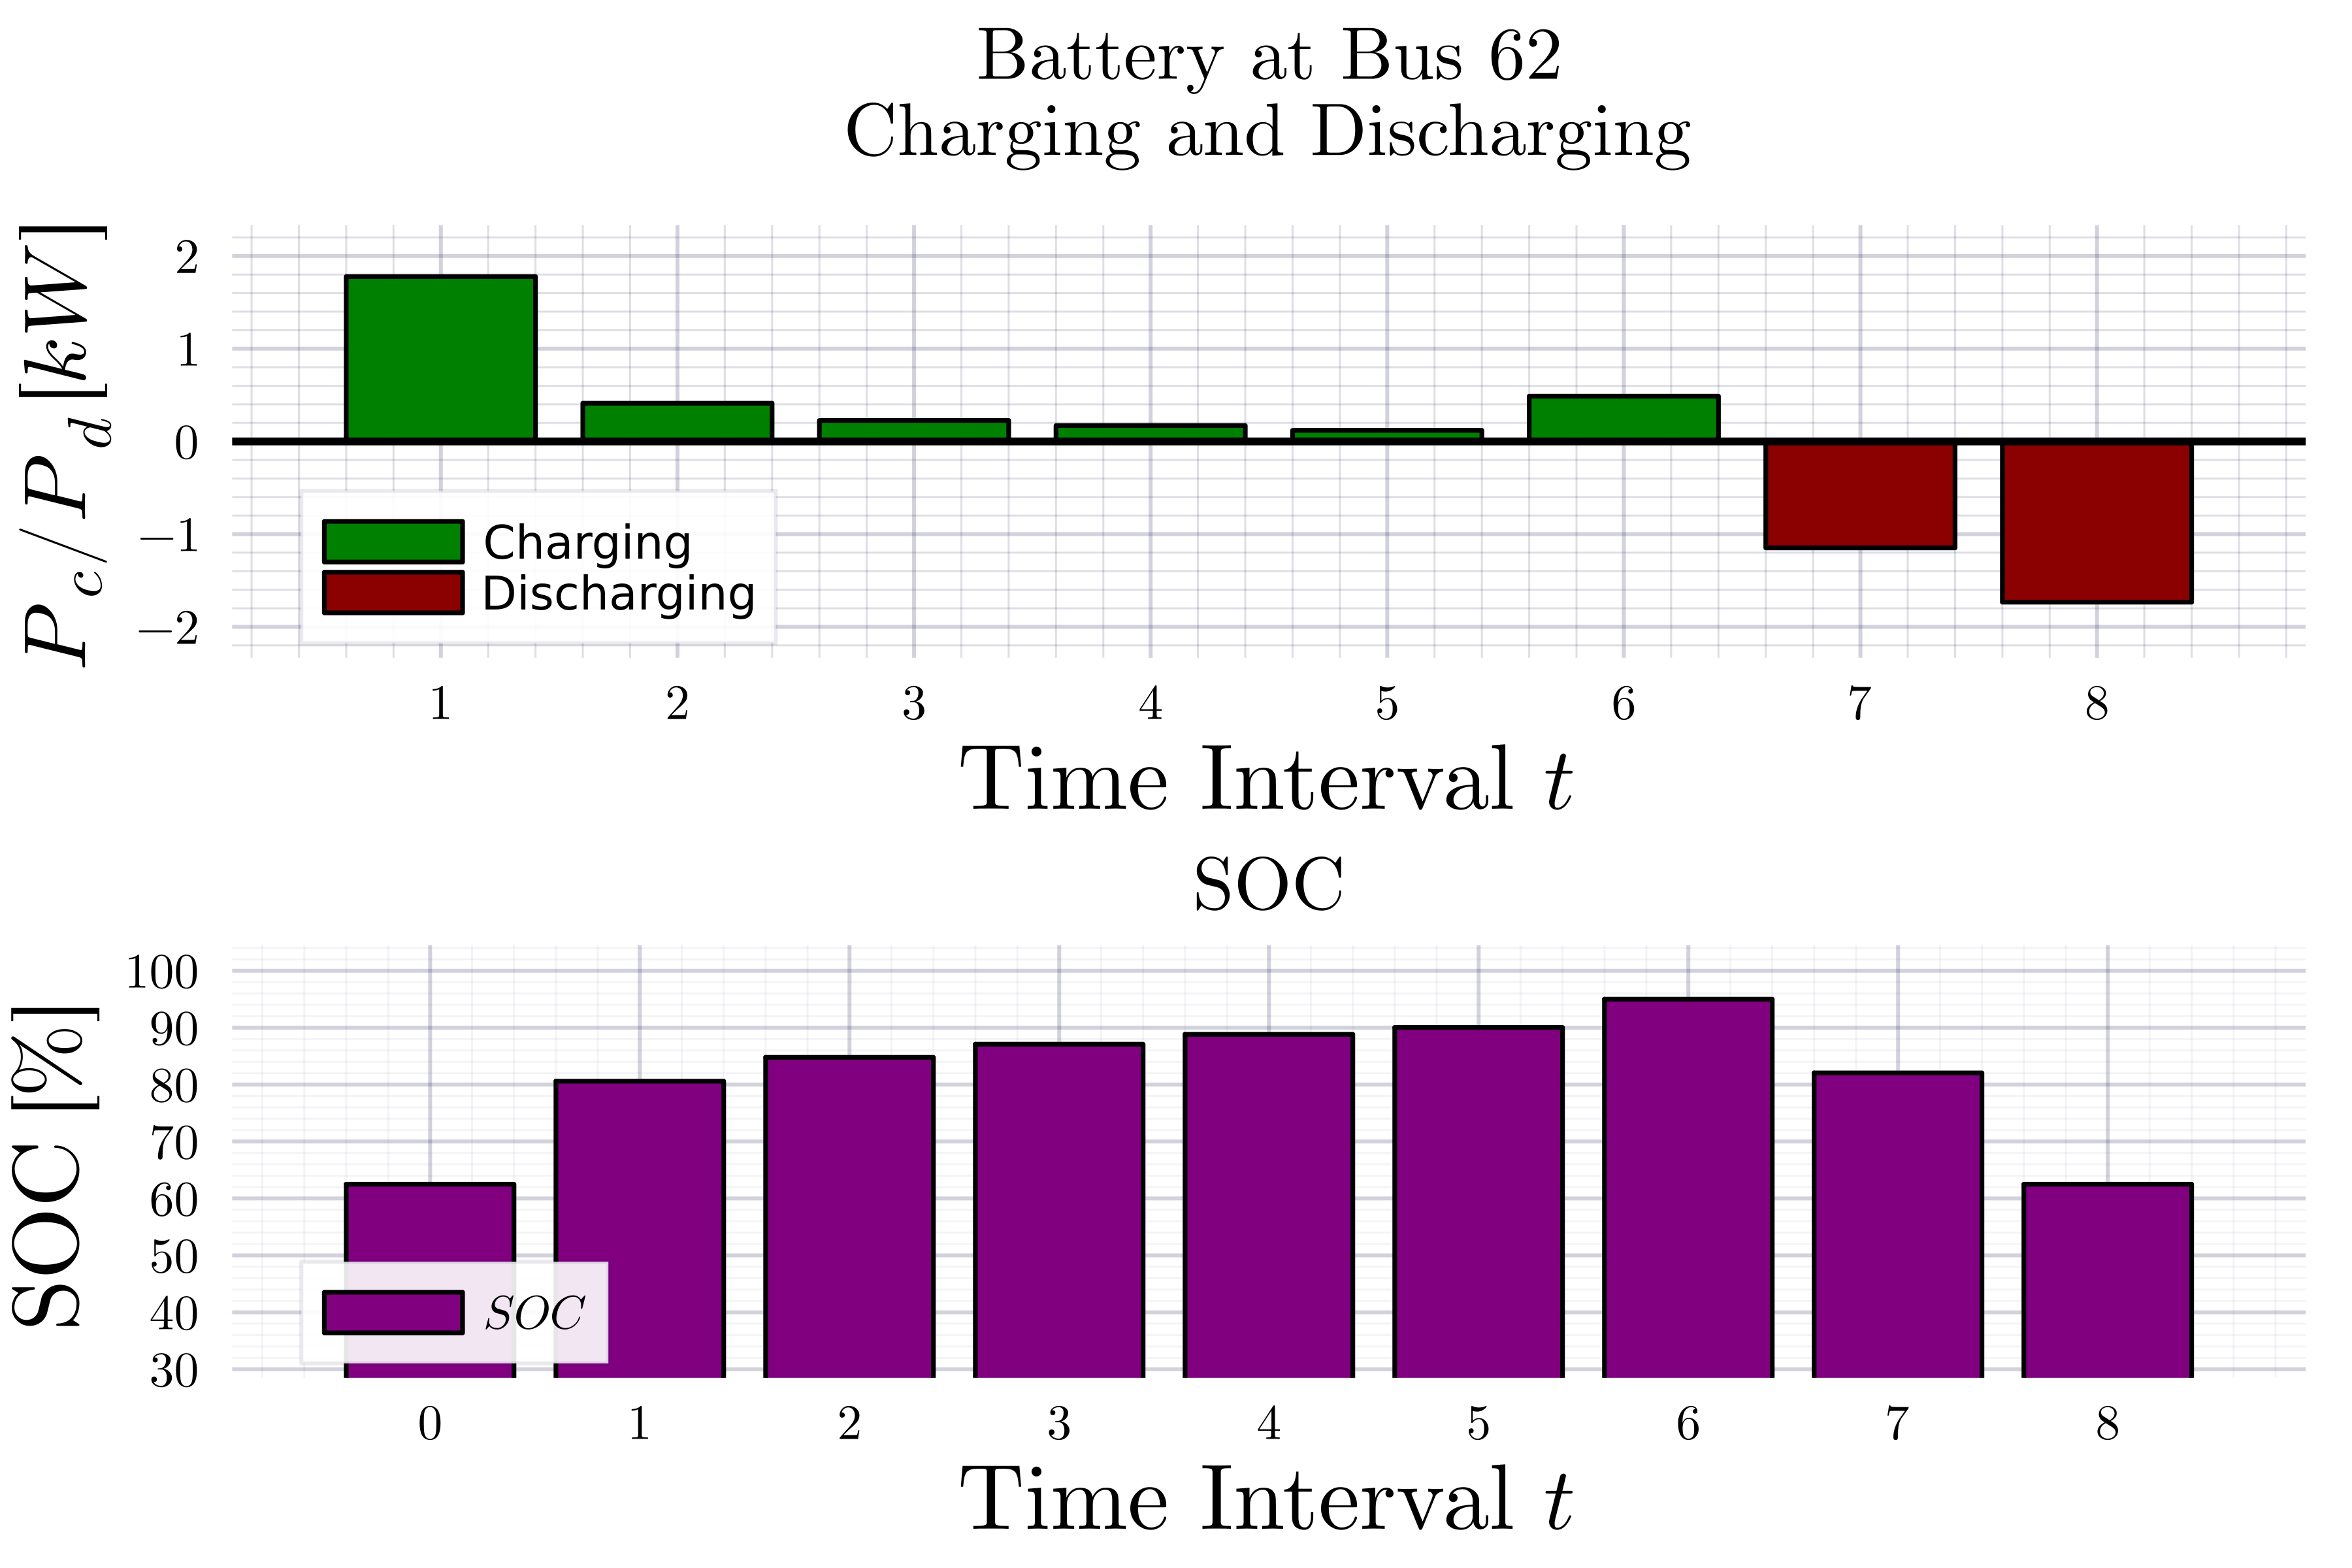 Battery at Bus 62
Charging and Discharging
P_c/P_d[kW]
2
1
0
−1
−2
Charging
Discharging
1 2 3 4 5 6 7 8
Time Interval t
SOC
SOC [%]
100
90
80
70
60
50
40
30
SOC
0 1 2 3 4 5 6 7 8
Time Interval t